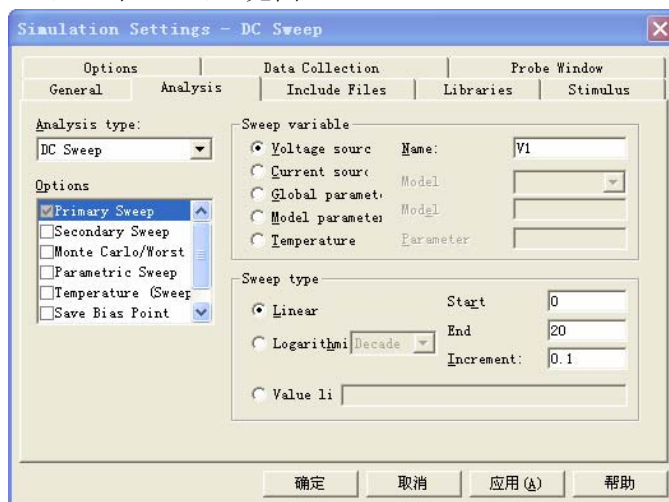 Simulation Settings - DC Sweep
Options Data Collection Probe Window
General Analysis Include Files Libraries Stimulus
Analysis type:
DC Sweep
Options
Primary Sweep
Secondary Sweep
Monte Carlo/Worst
Parametric Sweep
Temperature (Sweep
Save Bias Point
Sweep variable
Voltage sourc Name: V1
Current sourc Model
Global paramet
Model parameter Model
Temperature Parameter
Sweep type
Linear Start 0
End 20
Logarithmi Decade Increment: 0.1
Value li
确定 取消 应用(A) 帮助